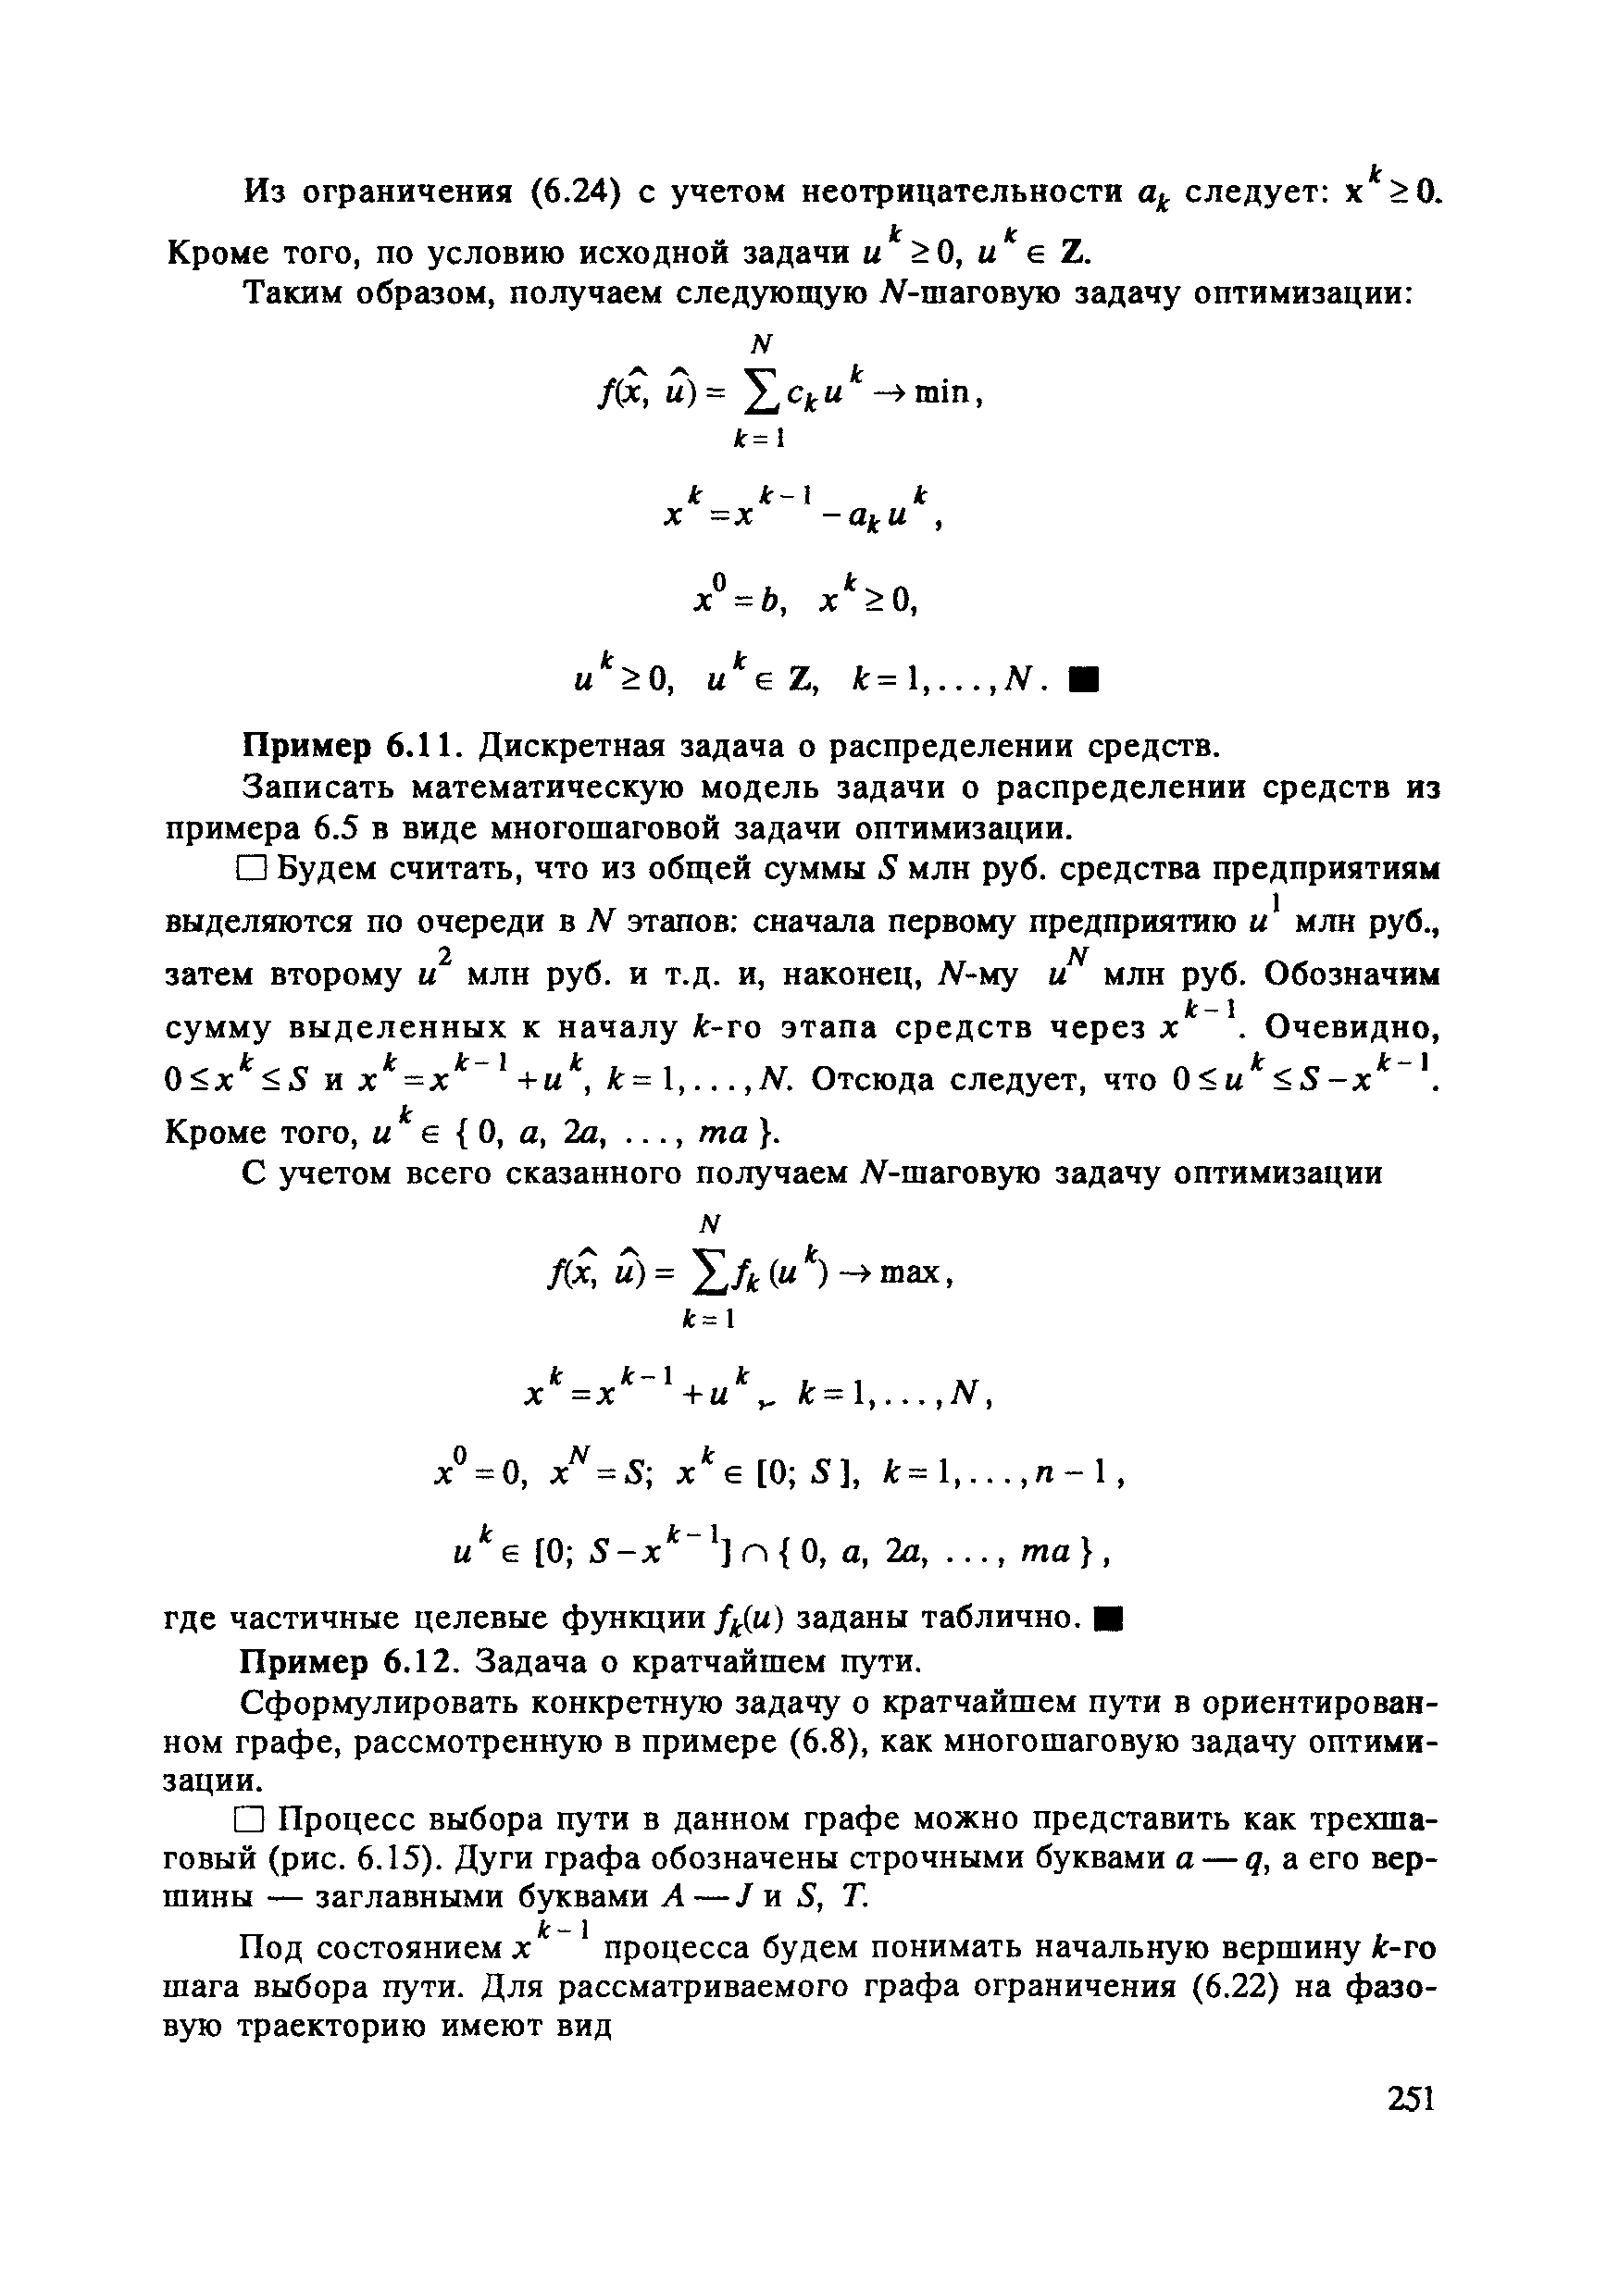 Из ограничения (6.24) с учетом неотрицательности a_k следует: x^k ≥ 0.
Кроме того, по условию исходной задачи u^k ≥ 0, u^k ∈ Z.
Таким образом, получаем следующую N-шаговую задачу оптимизации:
N
f(x̂, û) = ∑ c_k u^k → min,
k = 1
x^k = x^{k-1} - a_k u^k,
x^0 = b, x^k ≥ 0,
u^k ≥ 0, u^k ∈ Z, k = 1,...,N. ■
Пример 6.11. Дискретная задача о распределении средств.
Записать математическую модель задачи о распределении средств из
примера 6.5 в виде многошаговой задачи оптимизации.
□ Будем считать, что из общей суммы S млн руб. средства предприятиям
выделяются по очереди в N этапов: сначала первому предприятию u^1 млн руб.,
затем второму u^2 млн руб. и т.д. и, наконец, N-му u^N млн руб. Обозначим
сумму выделенных к началу k-го этапа средств через x^{k-1}. Очевидно,
0 ≤ x^k ≤ S и x^k = x^{k-1} + u^k, k = 1,...,N. Отсюда следует, что 0 ≤ u^k ≤ S - x^{k-1}.
Кроме того, u^k ∈ { 0, a, 2a, ..., ma }.
С учетом всего сказанного получаем N-шаговую задачу оптимизации
N
f(x̂, û) = ∑ f_k (u^k) → max,
k = 1
x^k = x^{k-1} + u^k, k = 1,...,N,
x^0 = 0, x^N = S; x^k ∈ [0; S], k = 1,...,n - 1,
u^k ∈ [0; S - x^{k-1}] ∩ { 0, a, 2a, ..., ma },
где частичные целевые функции f_k(u) заданы таблично. ■
Пример 6.12. Задача о кратчайшем пути.
Сформулировать конкретную задачу о кратчайшем пути в ориентирован-
ном графе, рассмотренную в примере (6.8), как многошаговую задачу оптими-
зации.
□ Процесс выбора пути в данном графе можно представить как трехша-
говый (рис. 6.15). Дуги графа обозначены строчными буквами a — q, а его вер-
шины — заглавными буквами A — J и S, T.
Под состоянием x^{k-1} процесса будем понимать начальную вершину k-го
шага выбора пути. Для рассматриваемого графа ограничения (6.22) на фазо-
вую траекторию имеют вид
251